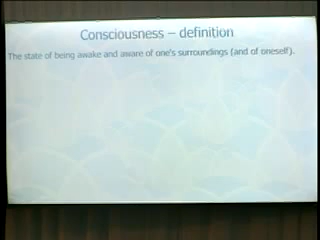 Consciousness – definition
The state of being awake and aware of one's surroundings (and of oneself).